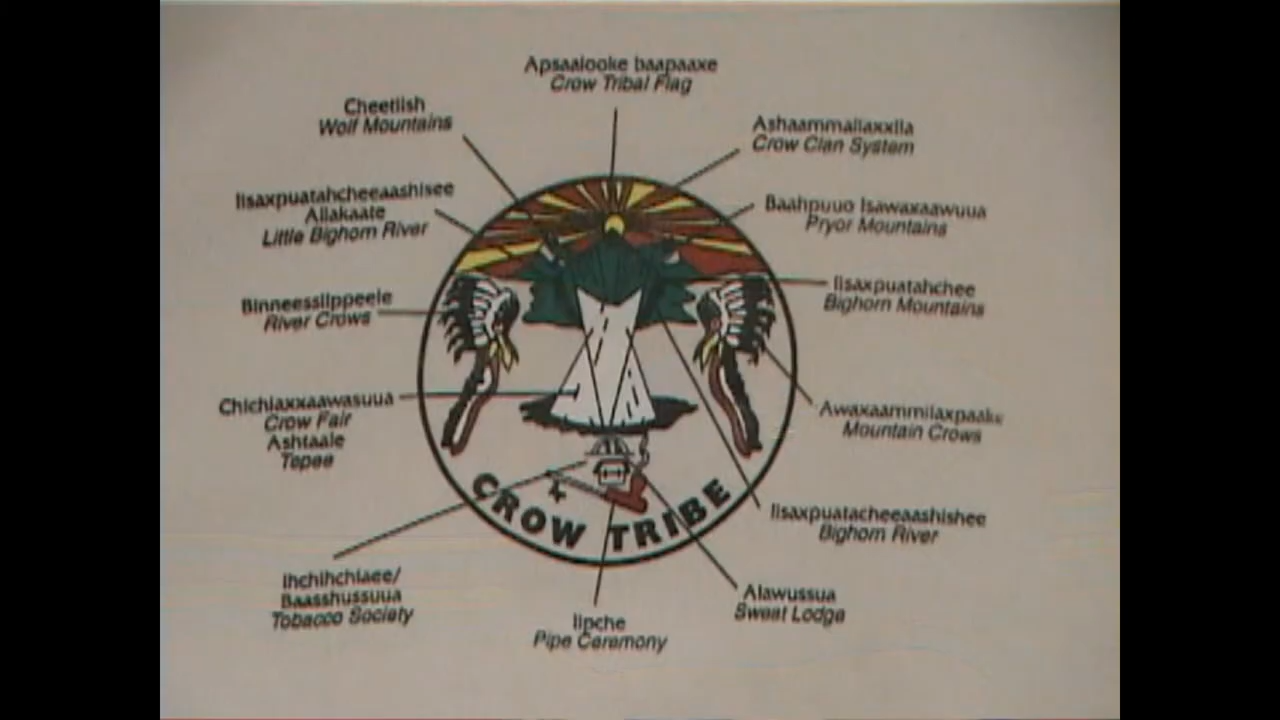 Apsaalooke baapaaxe
Crow Tribal Flag
Cheetiish
Wolf Mountains
Ashaammaliaxxiia
Crow Clan System
Iisaxpuatahcheeaashisee
Aliakaate
Little Bighorn River
Baahpuuo Isawaxaawuua
Pryor Mountains
Binneessiippeele
River Crows
Iisaxpuatahchee
Bighorn Mountains
Chichiaxxaawasuua
Crow Fair
Ashtaale
Tepee
Awaxaammilaxpaake
Mountain Crows
CROW TRIBE
Iisaxpuatacheeaashishee
Bighorn River
Ihchihchiaee/
Baasshussuua
Tobacco Society
Iipche
Pipe Ceremony
Alawussua
Sweat Lodge